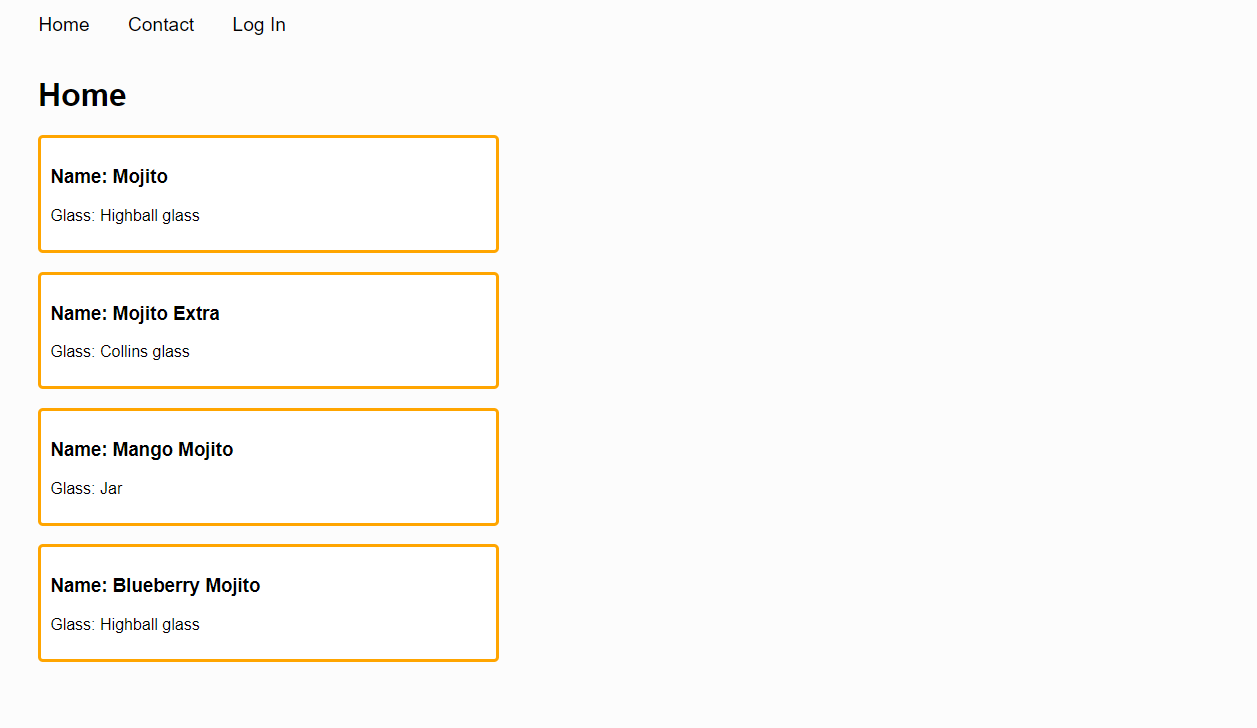 Home Contact Log In
Home
Name: Mojito
Glass: Highball glass
Name: Mojito Extra
Glass: Collins glass
Name: Mango Mojito
Glass: Jar
Name: Blueberry Mojito
Glass: Highball glass